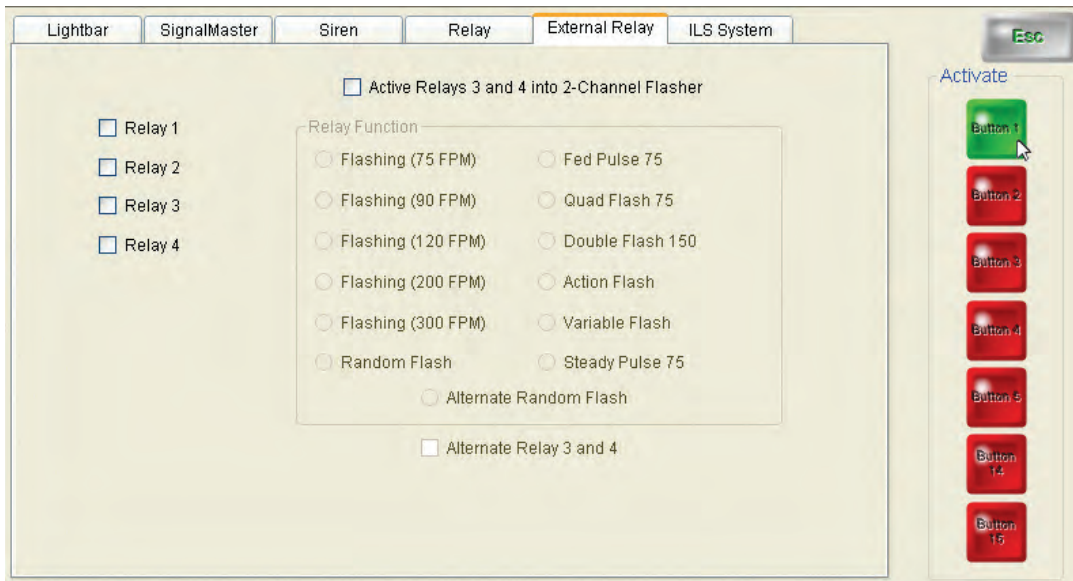 Lightbar
SignalMaster
Siren
Relay
External Relay
ILS System
Esc
Active Relays 3 and 4 into 2-Channel Flasher
Relay 1
Relay 2
Relay 3
Relay 4
Relay Function
Flashing (75 FPM)
Fed Pulse 75
Flashing (90 FPM)
Quad Flash 75
Flashing (120 FPM)
Double Flash 150
Flashing (200 FPM)
Action Flash
Flashing (300 FPM)
Variable Flash
Random Flash
Steady Pulse 75
Alternate Random Flash
Alternate Relay 3 and 4
Activate
Button 1
Button 2
Button 3
Button 4
Button 5
Button
14
Button
15